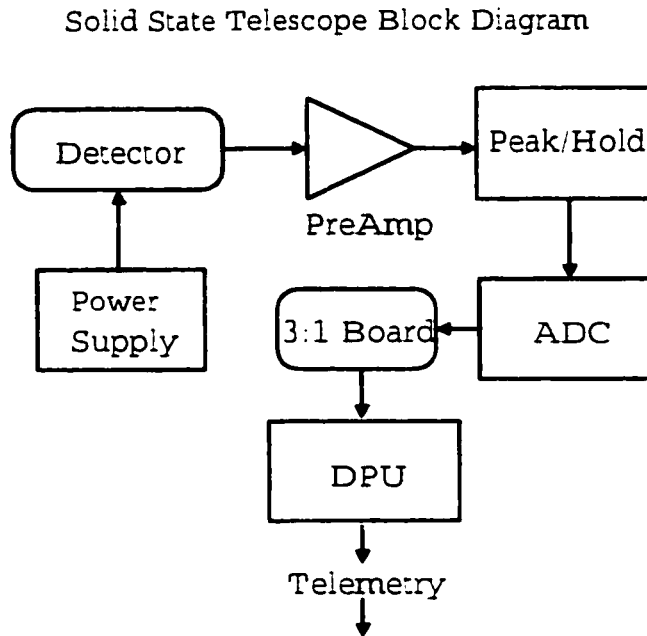 Solid State Telescope Block Diagram
Detector
PreAmp
Peak/Hold
Power
Supply
3:1 Board
ADC
DPU
Telemetry